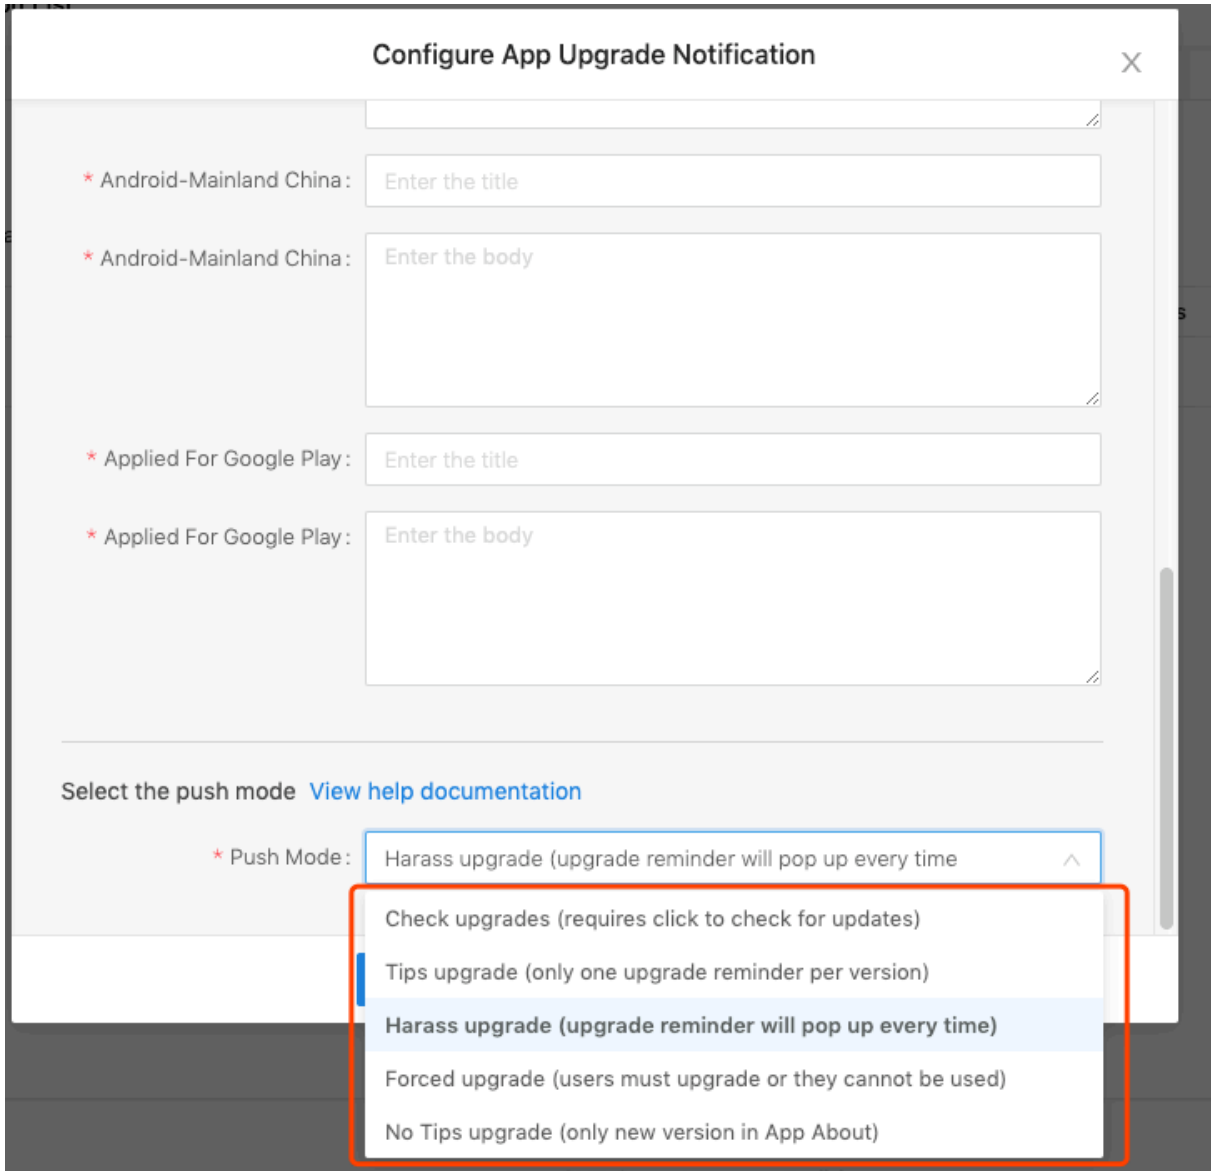 Configure App Upgrade Notification
X
* Android-Mainland China:
Enter the title
* Android-Mainland China:
Enter the body
s
* Applied For Google Play:
Enter the title
* Applied For Google Play:
Enter the body
Select the push mode View help documentation
* Push Mode:
Harass upgrade (upgrade reminder will pop up every time
Check upgrades (requires click to check for updates)
Tips upgrade (only one upgrade reminder per version)
Harass upgrade (upgrade reminder will pop up every time)
Forced upgrade (users must upgrade or they cannot be used)
No Tips upgrade (only new version in App About)